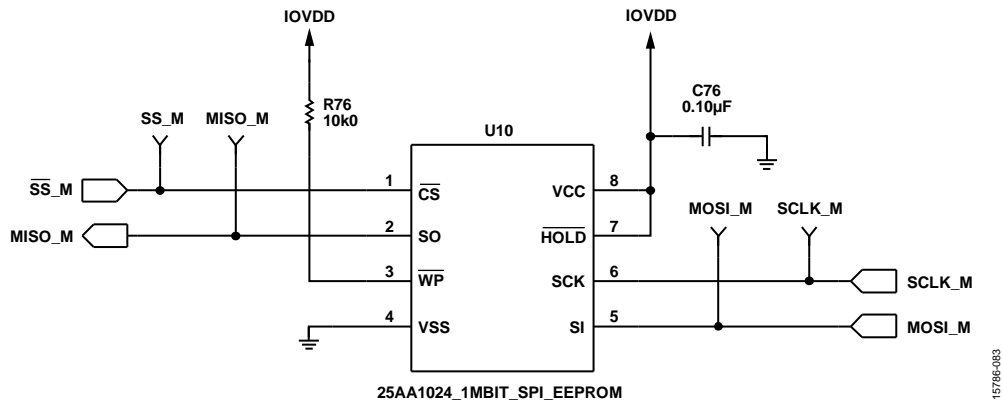 IOVDD
IOVDD
R76
10k0
C76
0.10µF
SS_M
MISO_M
U10
SS_M
1
CS
VCC
8
MOSI_M
SCLK_M
MISO_M
2
SO
HOLD
7
3
WP
SCK
6
SCLK_M
4
VSS
SI
5
MOSI_M
25AA1024_1MBIT_SPI_EEPROM
15786-083